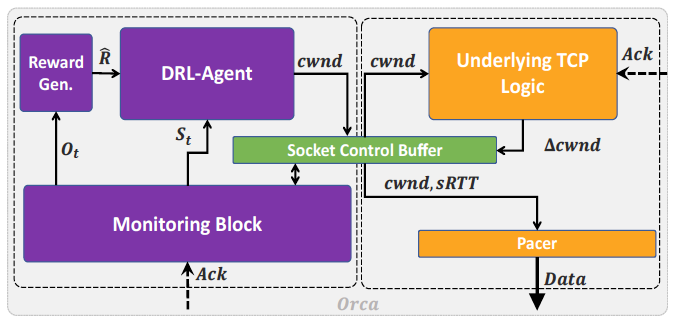 Reward
Gen.
R̂
DRL-Agent
cwnd
cwnd
Underlying TCP
Logic
Ack
O_t
S_t
Socket Control Buffer
Δcwnd
cwnd, sRTT
Monitoring Block
Pacer
Ack
Data
Orca